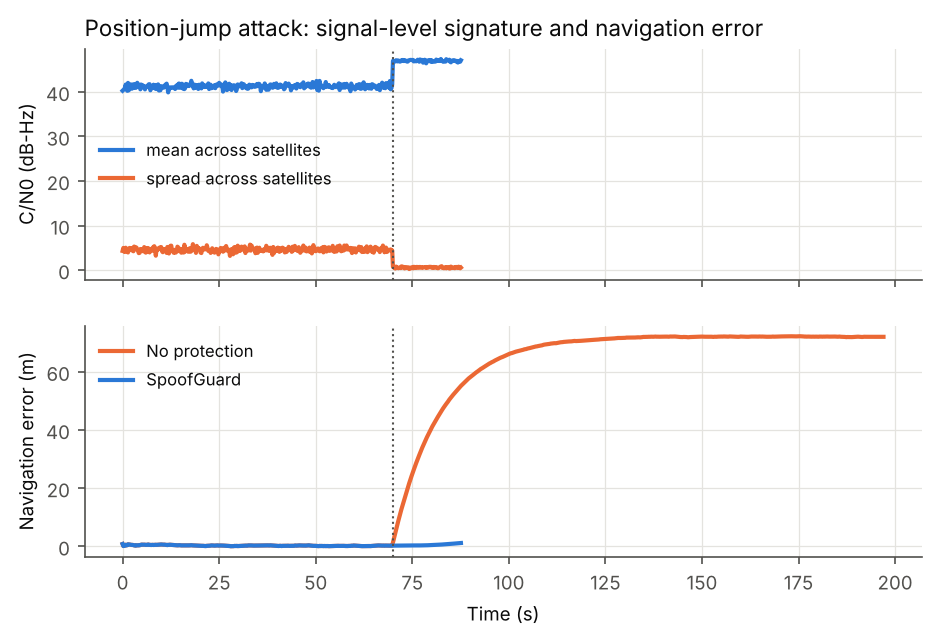 Position-jump attack: signal-level signature and navigation error
C/N0 (dB-Hz)
40
30
20
10
0
mean across satellites
spread across satellites
Navigation error (m)
60
40
20
0
No protection
SpoofGuard
0 25 50 75 100 125 150 175 200
Time (s)